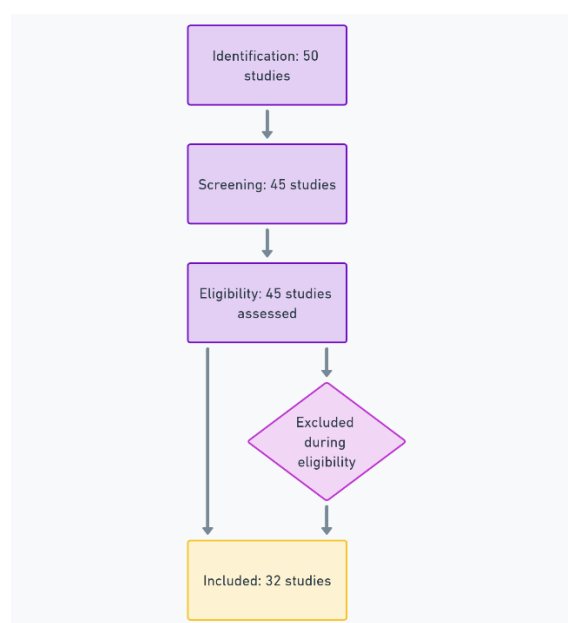 Identification: 50
studies
Screening: 45 studies
Eligibility: 45 studies
assessed
Excluded
during
eligibility
Included: 32 studies